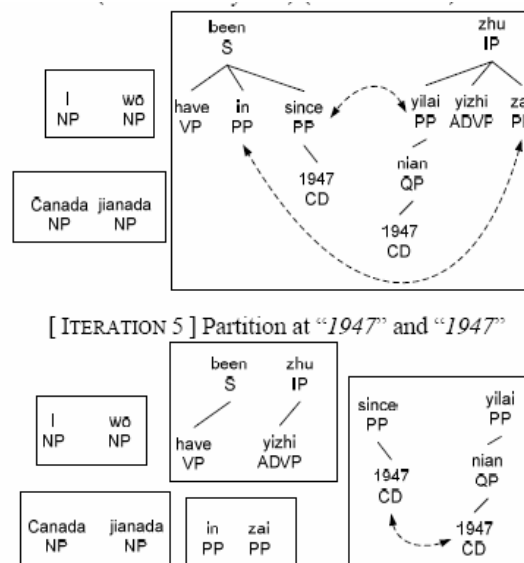 been zhu
S IP
I wo
NP NP
have in since yilai yizhi
VP PP PP PP ADVP
nian
1947 QP
CD
1947
CD
Canada jianada
NP NP
[ ITERATION 5 ] Partition at “1947” and “1947”
been zhu
S IP
have yizhi
VP ADVP
I wo
NP NP
Canada jianada
NP NP
in zai
PP PP
since yilai
PP PP
1947 nian
CD QP
1947
CD